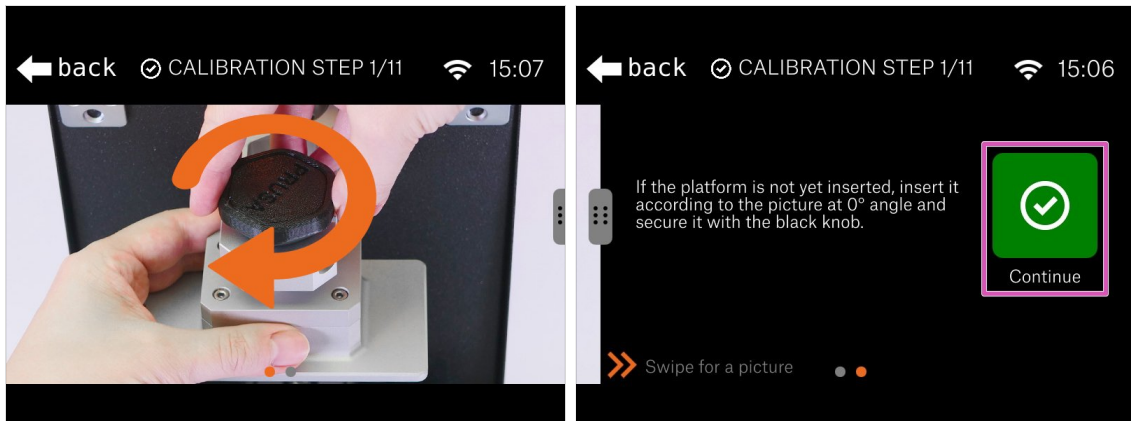 back CALIBRATION STEP 1/11 15:07
PRUSA
back CALIBRATION STEP 1/11 15:06
If the platform is not yet inserted, insert it
according to the picture at 0° angle and
secure it with the black knob.
Continue
Swipe for a picture